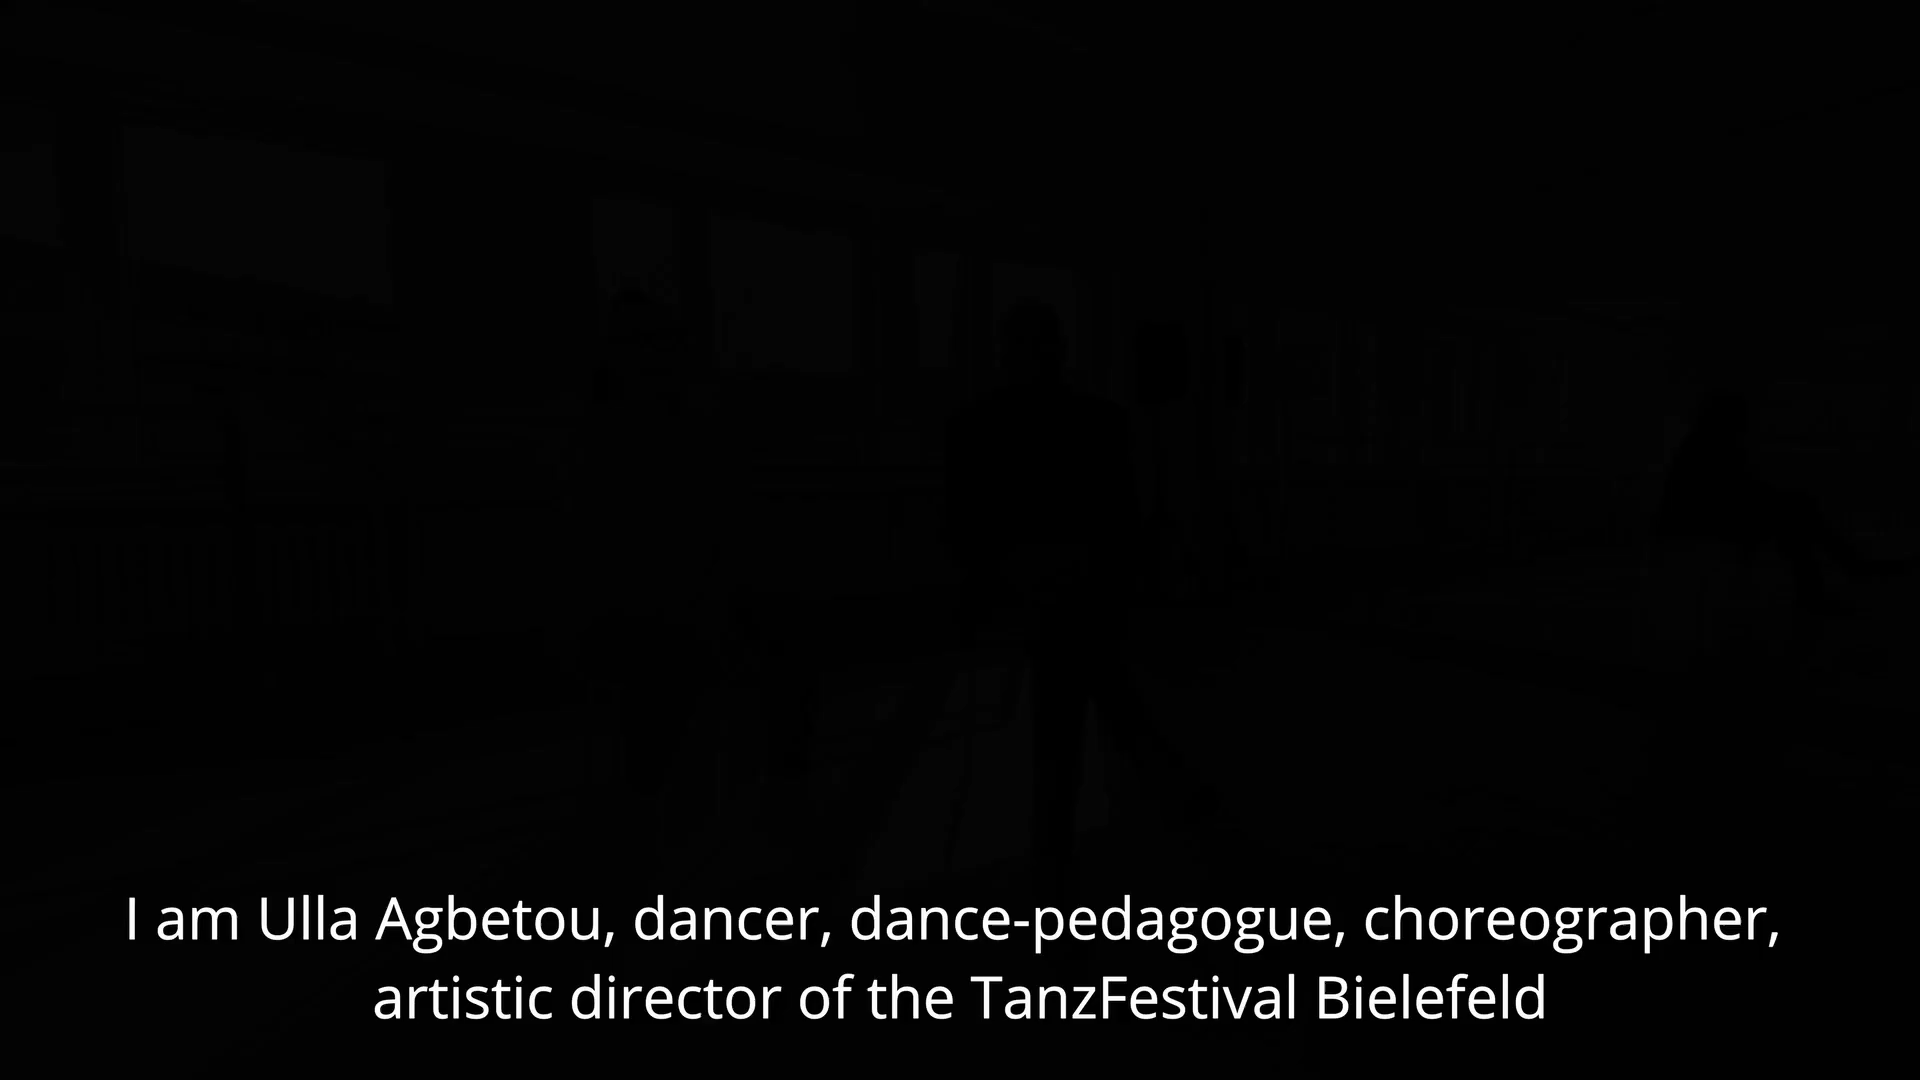 I am Ulla Agbetou, dancer, dance-pedagogue, choreographer,
artistic director of the TanzFestival Bielefeld